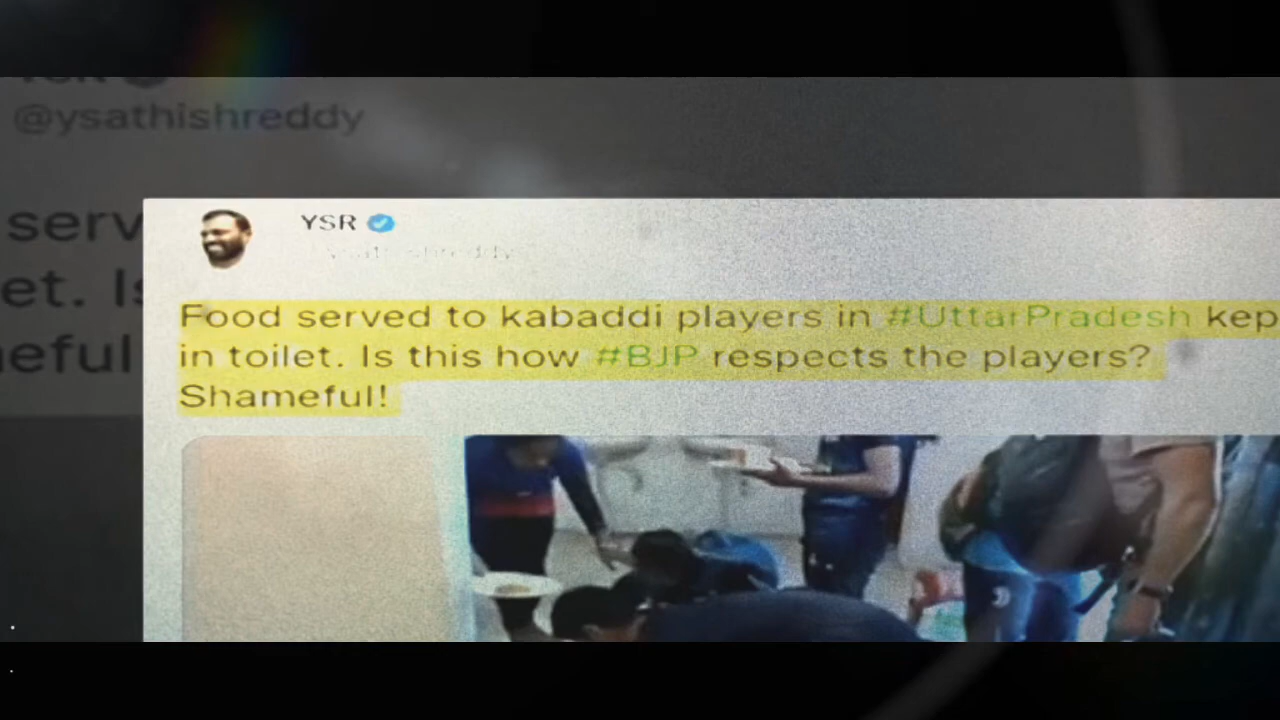 @ysathishreddy
serv
YSR
et. Is
Food served to kabaddi players in #UttarPradesh kep
in toilet. Is this how #BJP respects the players?
neful
Shameful!